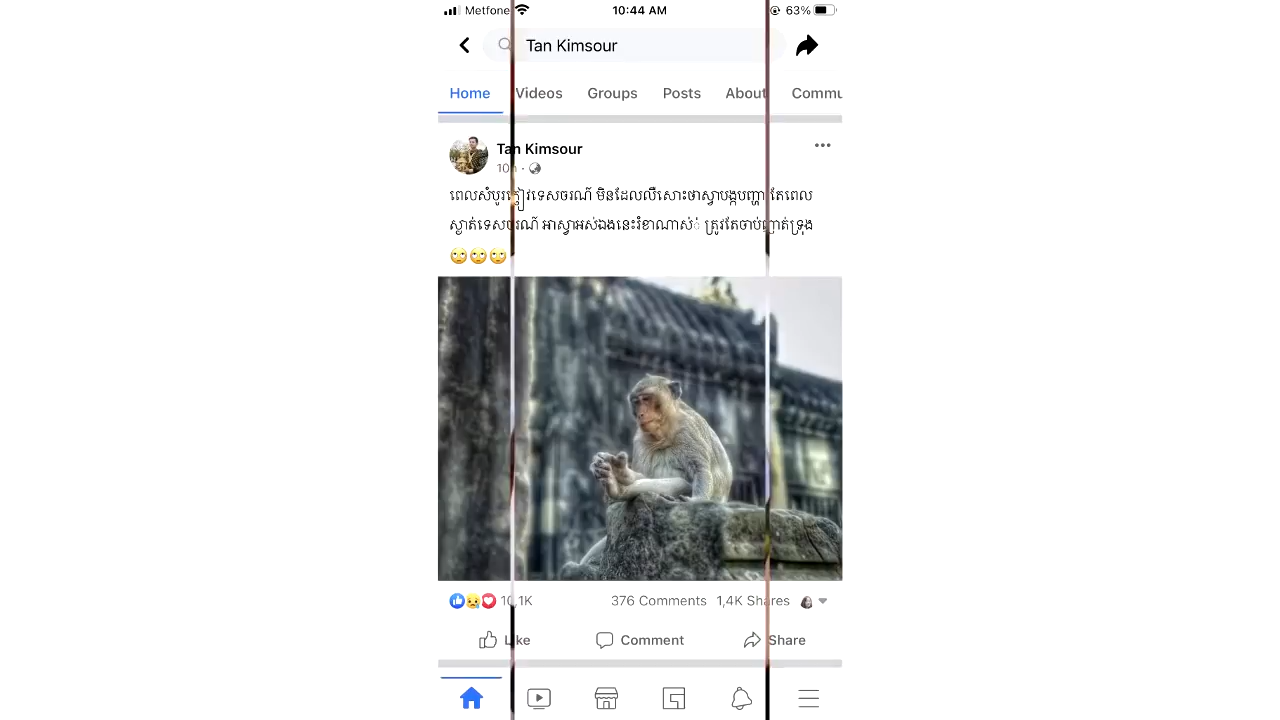 Metfone 10:44 AM 63%
Tan Kimsour
Home Videos Groups Posts About Commu
Tan Kimsour
10h
ពេលសំបូរភ្ញៀវទេសចរណ៍ មិនដែលលឺសោះថាស្វាបង្កបញ្ហា តែពេល
ស្ងាត់ទេសចរណ៍ អាស្វាអស់ឯងនេះរំខាណាស់់ ត្រូវតែចាប់ញាត់ទ្រុង
🙄🙄🙄
10,1K 376 Comments 1,4K Shares
Like Comment Share